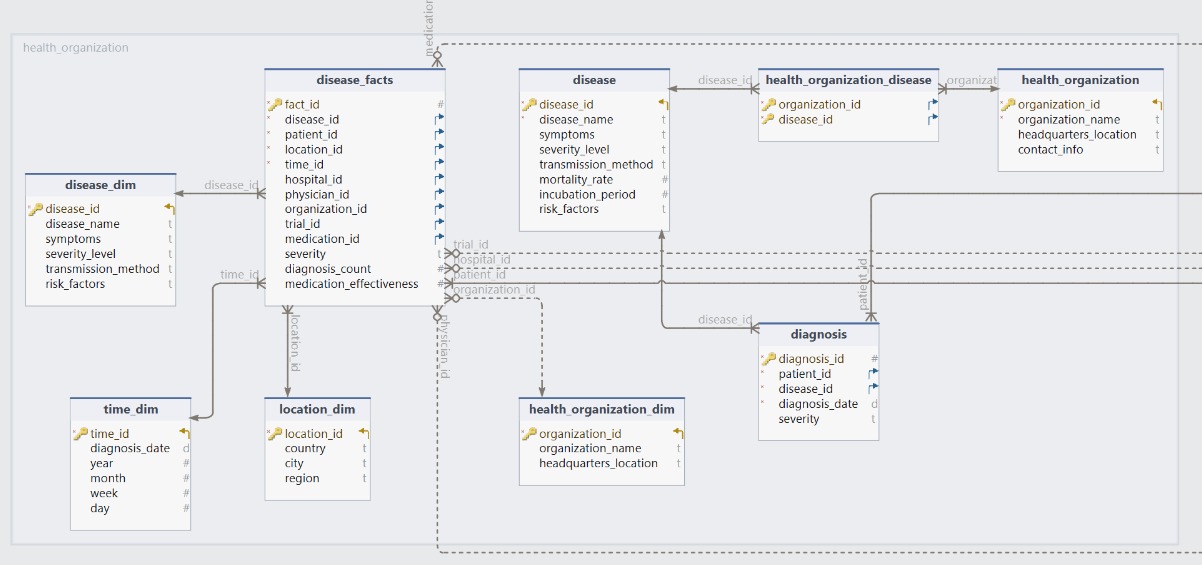 medication
health_organization
disease_facts
fact_id #
disease_id
patient_id
location_id
time_id
hospital_id
physician_id
organization_id
trial_id
medication_id
severity t
diagnosis_count #
medication_effectiveness #
disease
disease_id
disease_name t
symptoms t
severity_level t
transmission_method t
mortality_rate #
incubation_period #
risk_factors t
disease_id
health_organization_disease
organization_id
disease_id
organizat
health_organization
organization_id
organization_name t
headquarters_location t
contact_info t
disease_dim
disease_id
disease_name t
symptoms t
severity_level t
transmission_method t
risk_factors t
disease_id
time_id
location_id
trial_id
hospital_id
patient_id
organization_id
physician_id
disease_id
patient_id
diagnosis
diagnosis_id #
patient_id
disease_id
diagnosis_date d
severity t
time_dim
time_id
diagnosis_date d
year #
month #
week #
day #
location_dim
location_id
country t
city t
region t
health_organization_dim
organization_id
organization_name t
headquarters_location t